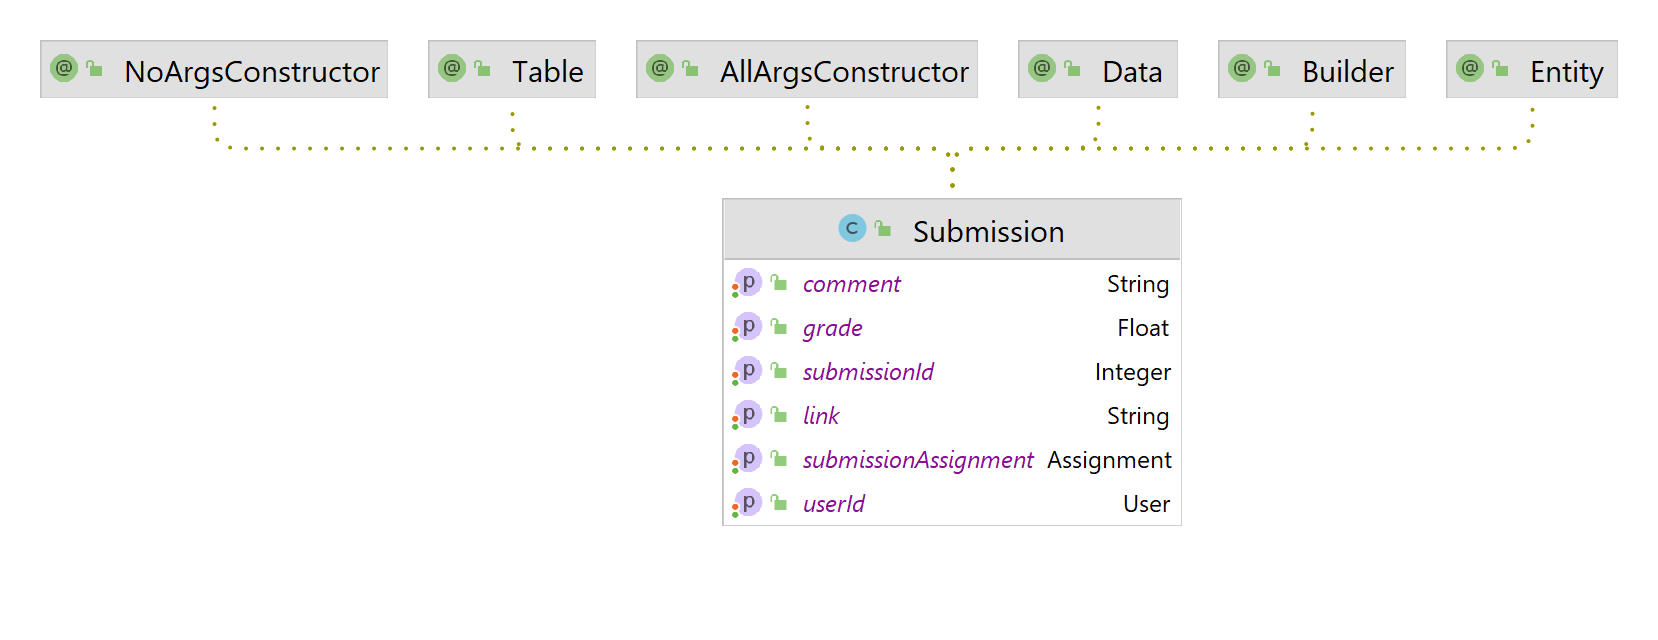 @ NoArgsConstructor @ Table @ AllArgsConstructor @ Data @ Builder @ Entity
C Submission
p comment String
p grade Float
p submissionId Integer
p link String
p submissionAssignment Assignment
p userId User